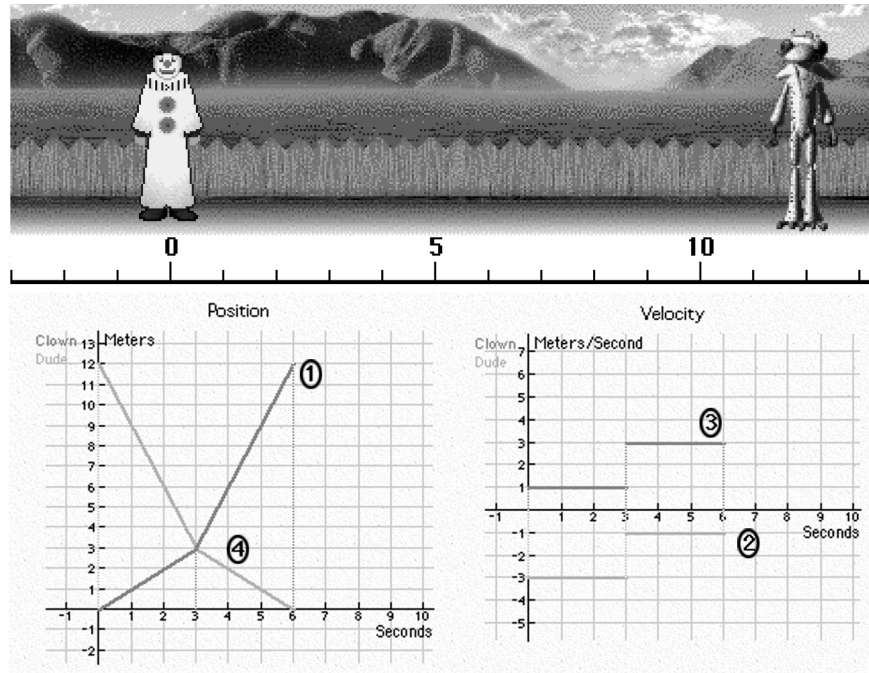 0 5 10
Position
Clown
Dude
Meters
13
12
11
10
9
8
7
6
5
4
3
2
1
-1
-2
-1 1 2 3 4 5 6 7 8 9 10
Seconds
①
④
Velocity
Clown
Dude
Meters/Second
7
6
5
4
3
2
1
-1
-2
-3
-4
-5
-1 1 2 3 4 5 6 7 8 9 10
Seconds
③
②